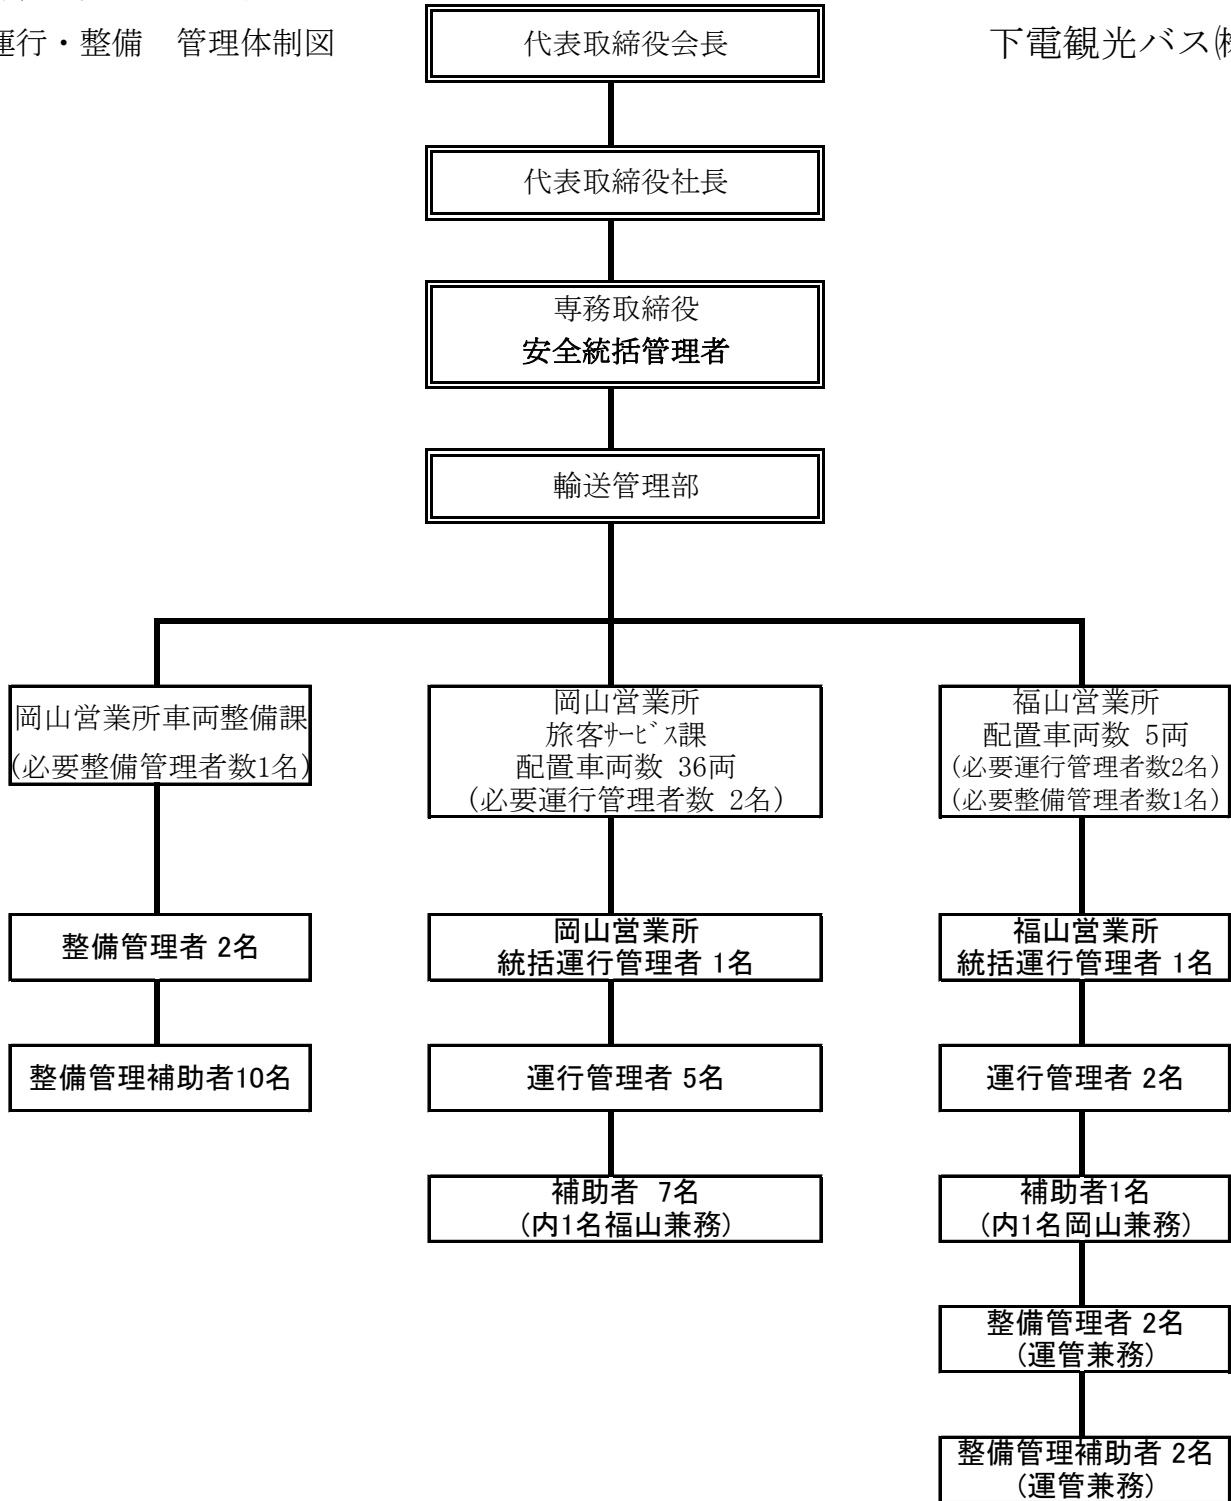 運行・整備　管理体制図
下電観光バス㈱
代表取締役会長
代表取締役社長
専務取締役
安全統括管理者
輸送管理部
岡山営業所車両整備課
(必要整備管理者数1名)
整備管理者 2名
整備管理補助者10名
岡山営業所
旅客ｻｰﾋﾞｽ課
配置車両数 36両
(必要運行管理者数 2名)
岡山営業所
統括運行管理者 1名
運行管理者 5名
補助者 7名
(内1名福山兼務)
福山営業所
配置車両数 5両
(必要運行管理者数2名)
(必要整備管理者数1名)
福山営業所
統括運行管理者 1名
運行管理者 2名
補助者1名
(内1名岡山兼務)
整備管理者 2名
(運管兼務)
整備管理補助者 2名
(運管兼務)